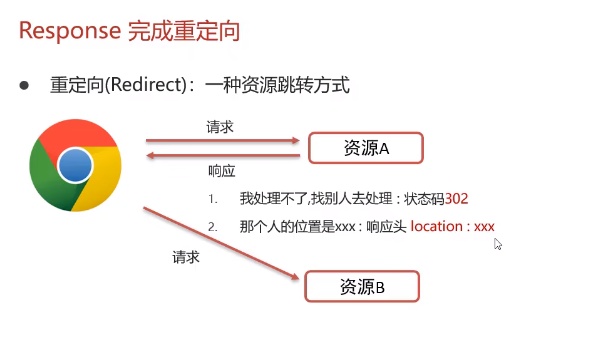 Response 完成重定向
● 重定向(Redirect)：一种资源跳转方式
请求
资源A
响应
1. 我处理不了,找别人去处理 : 状态码302
2. 那个人的位置是xxx : 响应头 location : xxx
请求
资源B